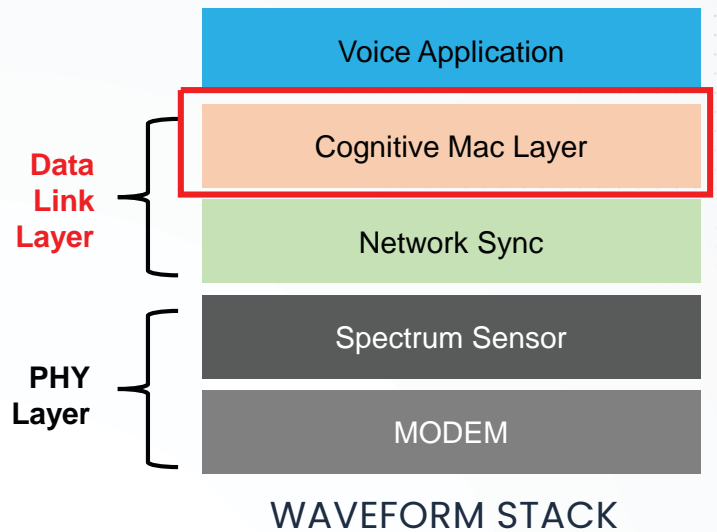 Voice Application
Cognitive Mac Layer
Data
Link
Layer
Network Sync
Spectrum Sensor
PHY
Layer
MODEM
WAVEFORM STACK